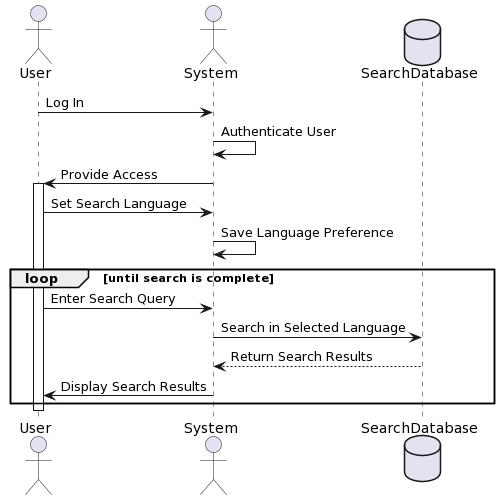 User System SearchDatabase
Log In
Authenticate User
Provide Access
Set Search Language
Save Language Preference
loop [until search is complete]
Enter Search Query
Search in Selected Language
Return Search Results
Display Search Results
User System SearchDatabase